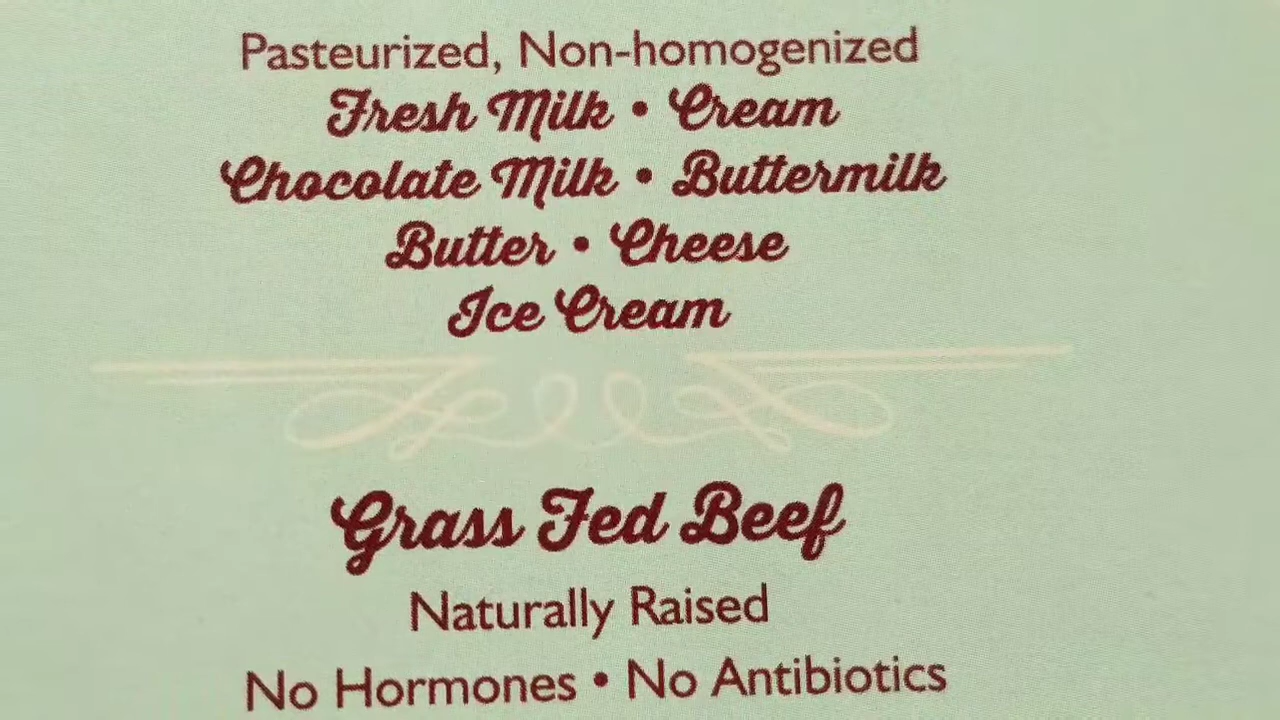 Pasteurized, Non-homogenized
Fresh Milk • Cream
Chocolate Milk • Buttermilk
Butter • Cheese
Ice Cream
Grass Fed Beef
Naturally Raised
No Hormones • No Antibiotics